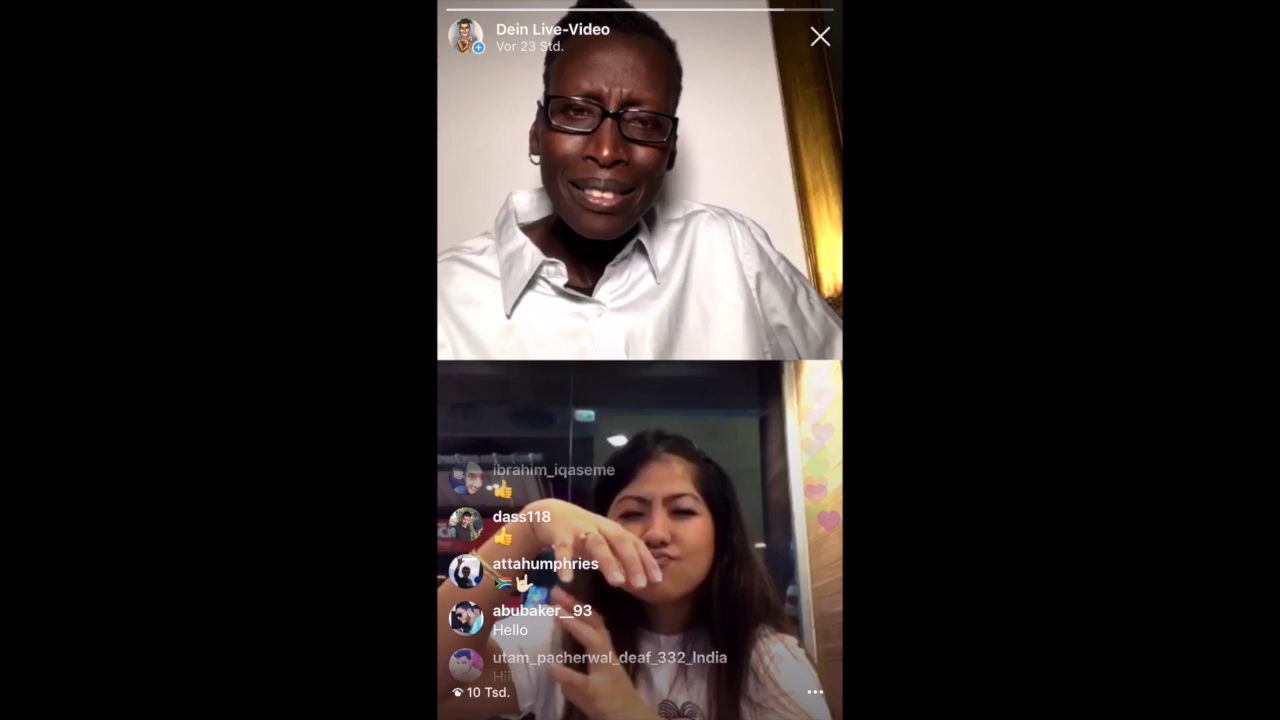 Dein Live-Video
Vor 23 Std.
ibrahim_iqaseme
👍
dass118
👍
attahumphries
🇿🇦🤟🏻
abubaker__93
Hello
utam_pacherwal_deaf_332_India
10 Tsd.